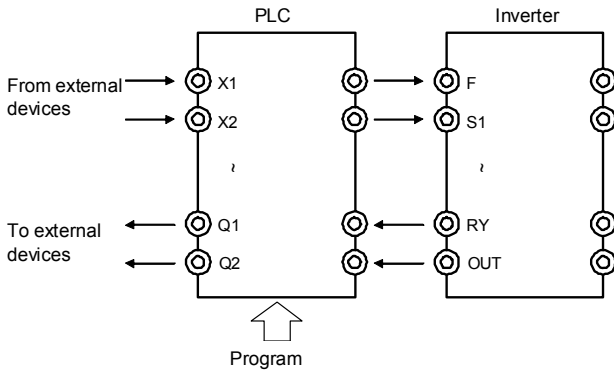 PLC
Inverter
From external
devices
X1
F
X2
S1
~
~
To external
devices
Q1
RY
Q2
OUT
Program